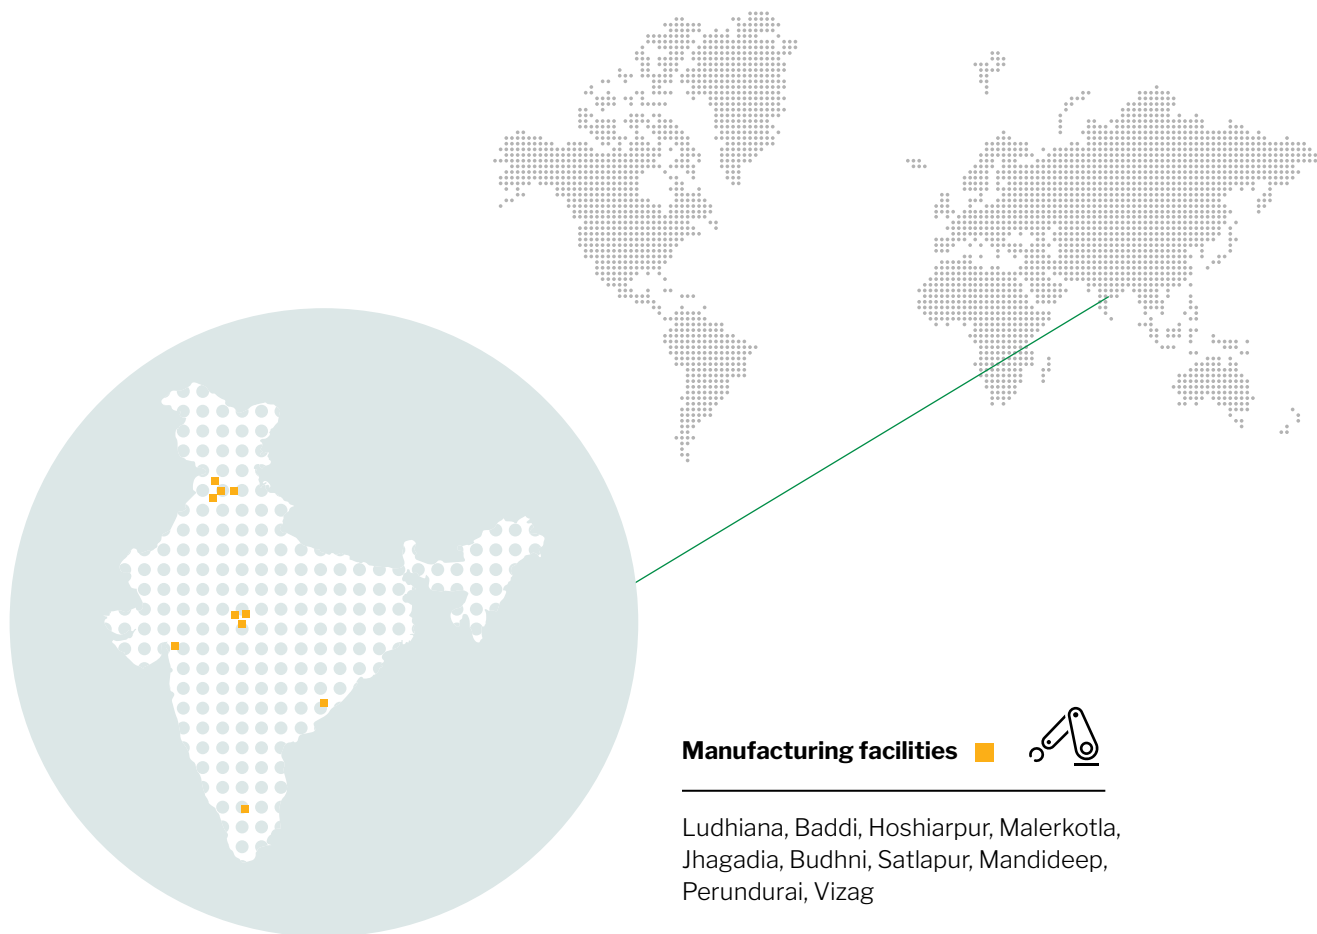 Manufacturing facilities
Ludhiana, Baddi, Hoshiarpur, Malerkotla,
Jhagadia, Budhni, Satlapur, Mandideep,
Perundurai, Vizag